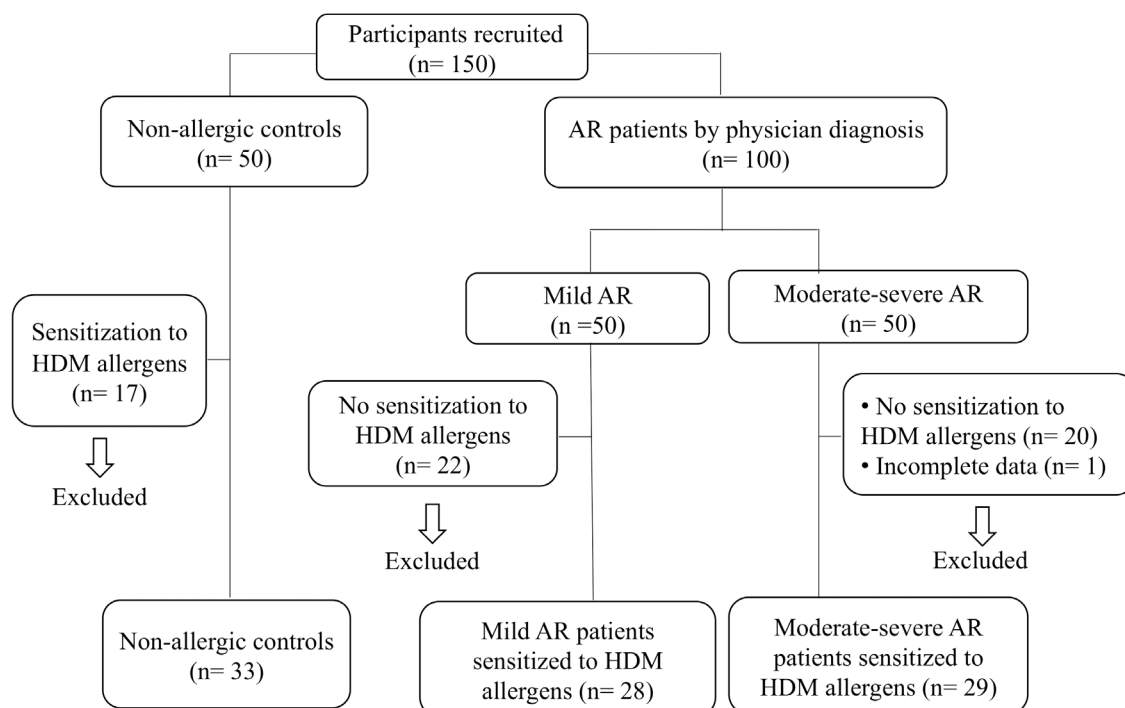 Participants recruited
(n= 150)
Non-allergic controls
(n= 50)
AR patients by physician diagnosis
(n= 100)
Mild AR
(n =50)
Moderate-severe AR
(n= 50)
Sensitization to
HDM allergens
(n= 17)
Excluded
No sensitization to
HDM allergens
(n= 22)
Excluded
• No sensitization to
HDM allergens (n= 20)
• Incomplete data (n= 1)
Excluded
Non-allergic controls
(n= 33)
Mild AR patients
sensitized to HDM
allergens (n= 28)
Moderate-severe AR
patients sensitized to
HDM allergens (n= 29)